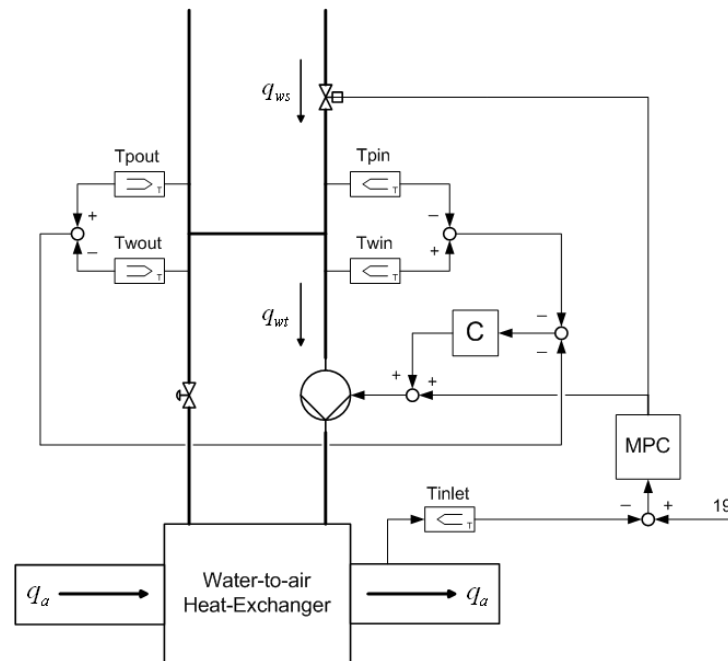 q_ws
Tpout
Tpin
T
T
+
–
–
+
Twout
Twin
T
T
–
q_wt
C
–
+
+
MPC
Tinlet
T
–
+
19
Water-to-air
Heat-Exchanger
q_a
q_a